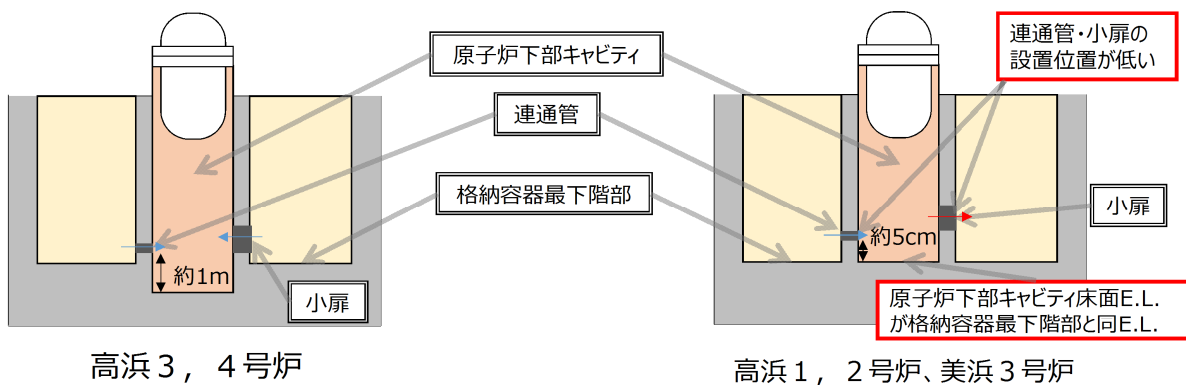 原子炉下部キャビティ
連通管
格納容器最下階部
約1m
小扉
高浜３，４号炉
連通管・小扉の
設置位置が低い
小扉
約5cm
原子炉下部キャビティ床面E.L.
が格納容器最下階部と同E.L.
高浜１，２号炉、美浜３号炉